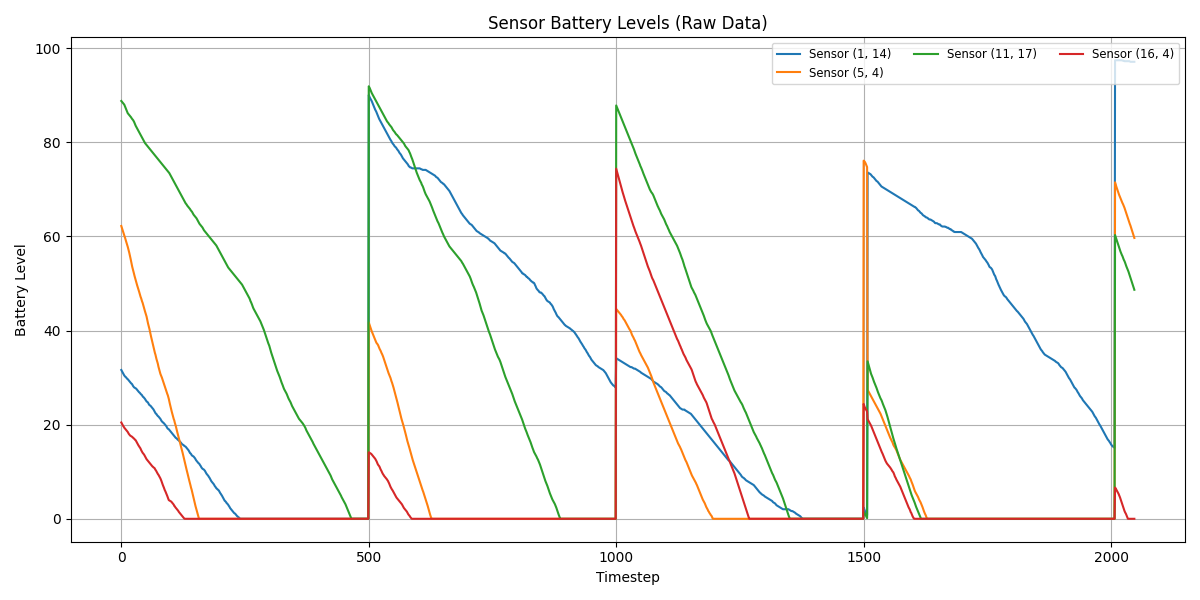 Sensor Battery Levels (Raw Data)
Sensor (1, 14)
Sensor (5, 4)
Sensor (11, 17)
Sensor (16, 4)
Battery Level
100
80
60
40
20
0
0 500 1000 1500 2000
Timestep